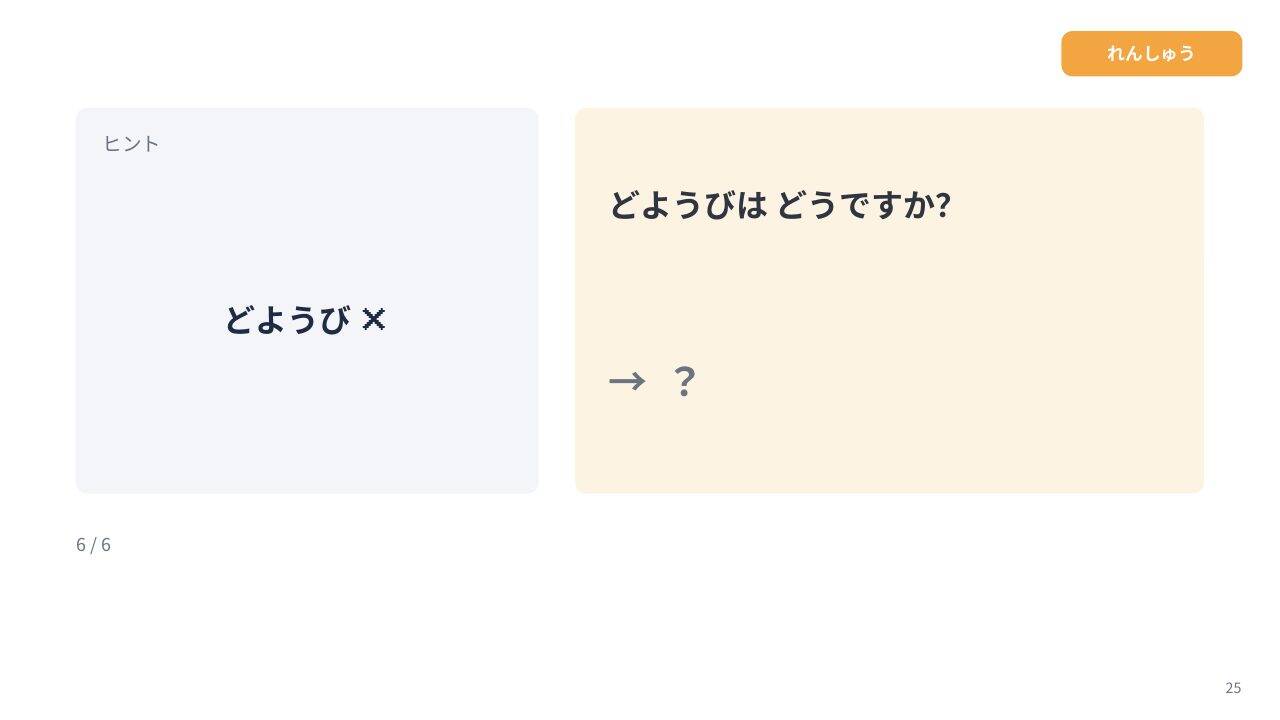 れんしゅう
ヒント
どようび ×
どようびは どうですか?
→ ?
6 / 6
25